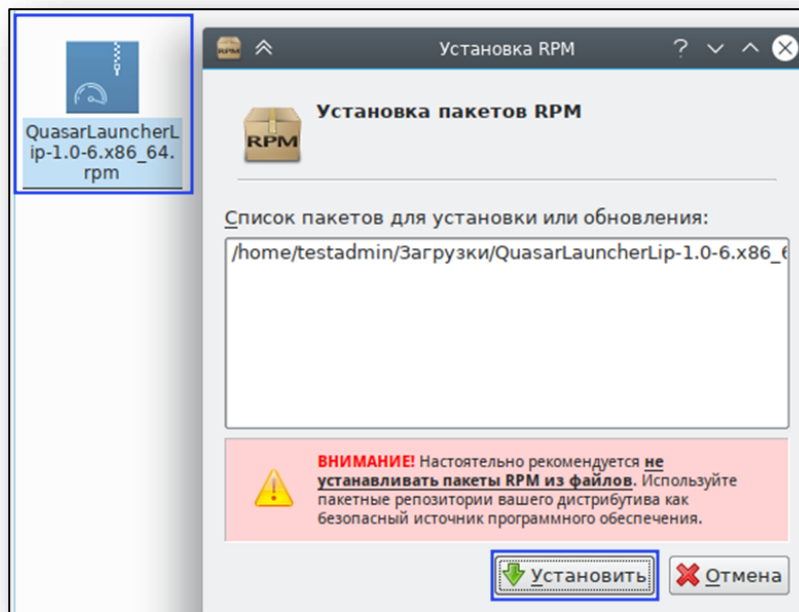 QuasarLauncherL
ip-1.0-6.x86_64.
rpm
RPM
Установка RPM
RPM
Установка пакетов RPM
Список пакетов для установки или обновления:
/home/testadmin/Загрузки/QuasarLauncherLip-1.0-6.x86_6
ВНИМАНИЕ! Настоятельно рекомендуется не
устанавливать пакеты RPM из файлов. Используйте
пакетные репозитории вашего дистрибутива как
безопасный источник программного обеспечения.
Установить
Отмена